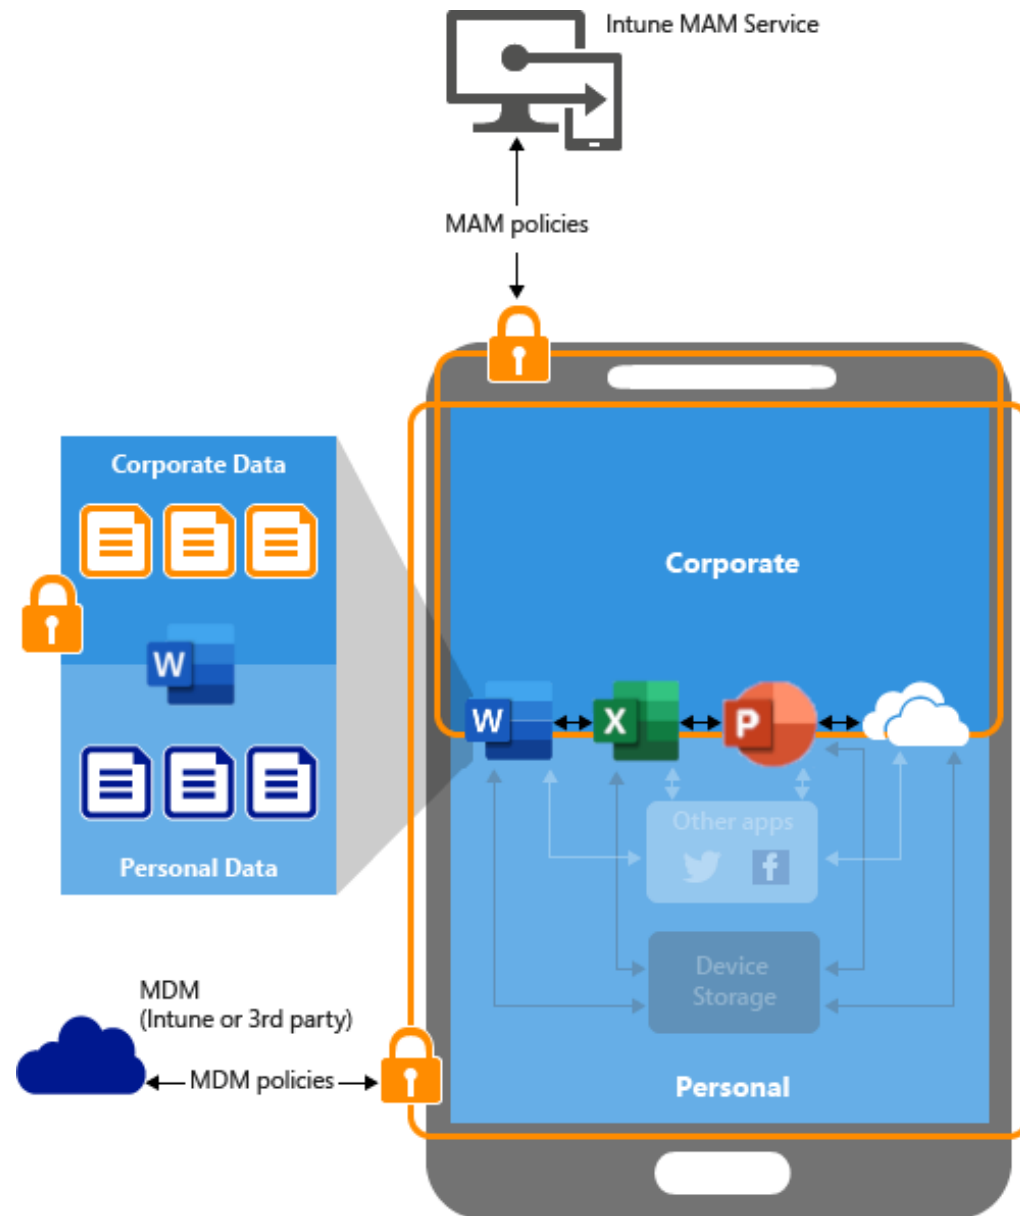 Intune MAM Service
MAM policies
Corporate Data
W
Personal Data
Corporate
W
X
P
Other apps
f
Device
Storage
Personal
MDM
(Intune or 3rd party)
MDM policies